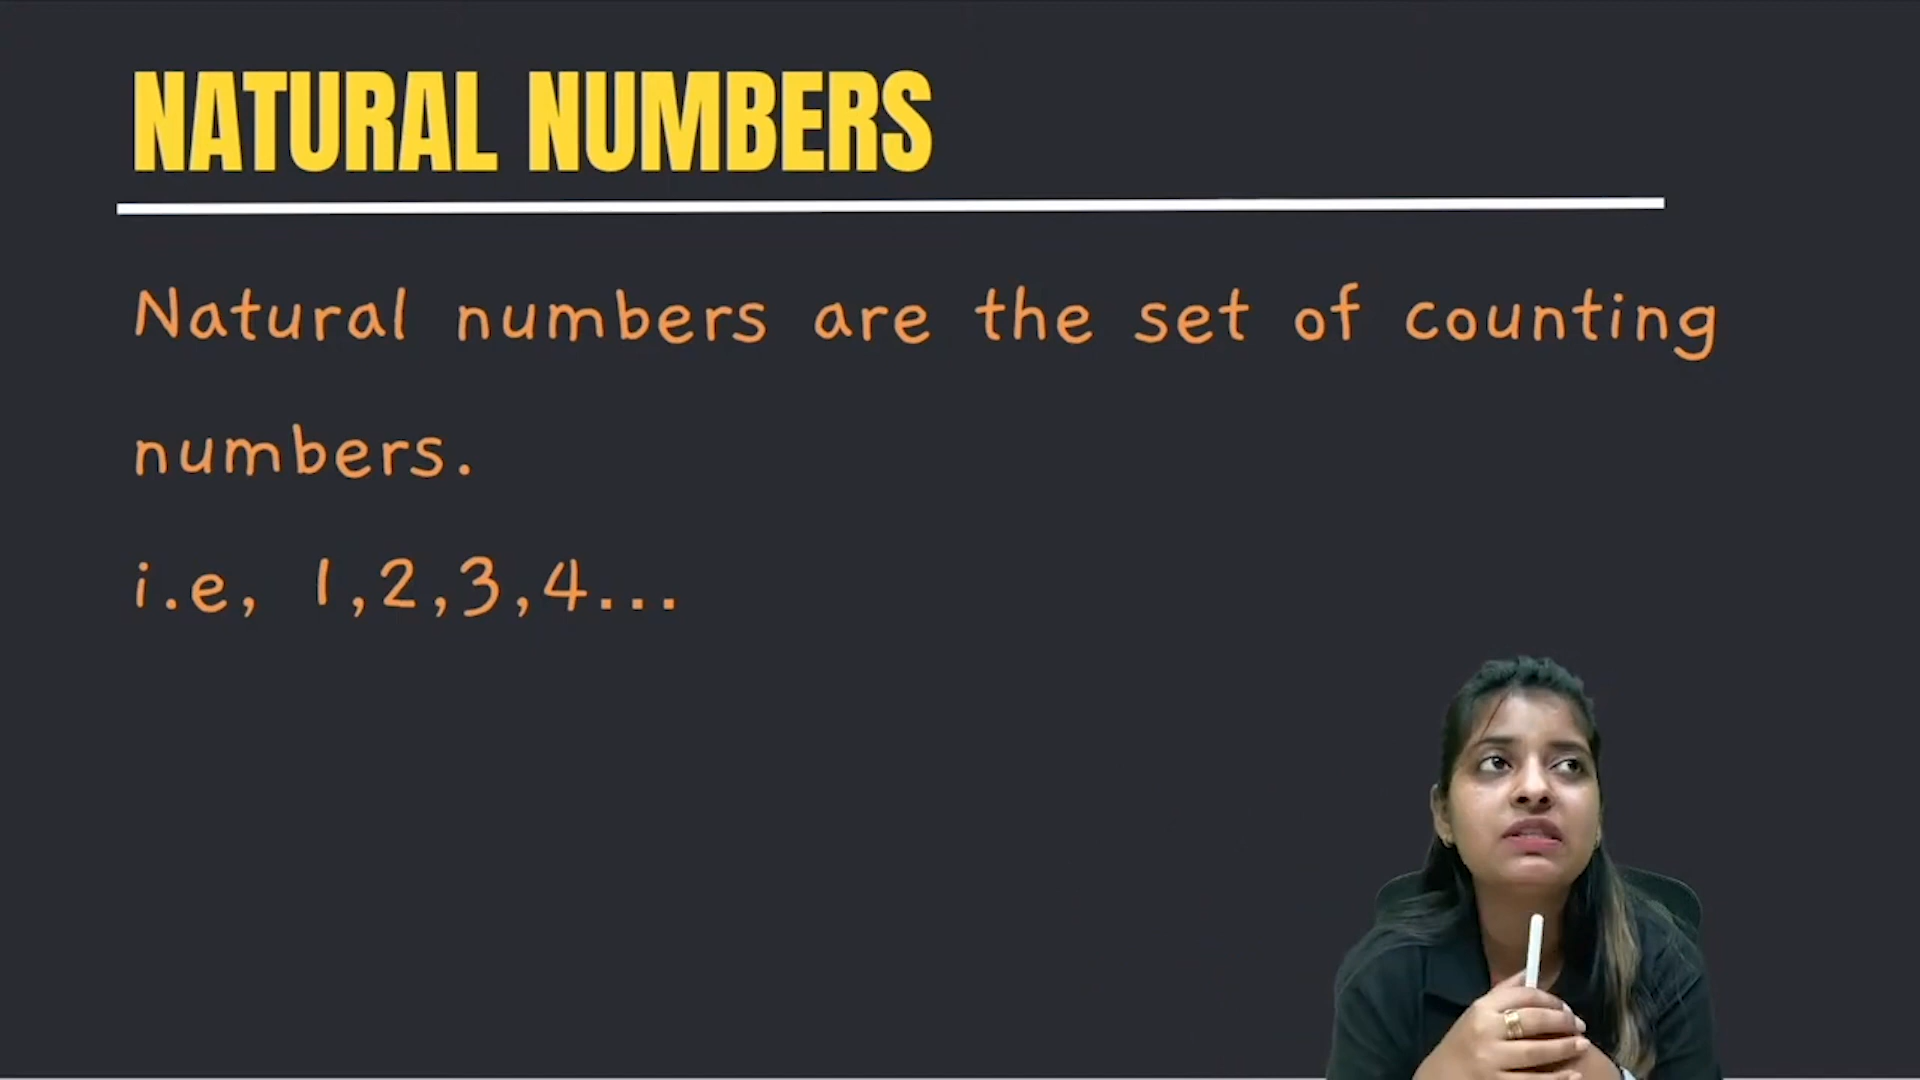 NATURAL NUMBERS
Natural numbers are the set of counting
numbers.
i.e, 1,2,3,4...